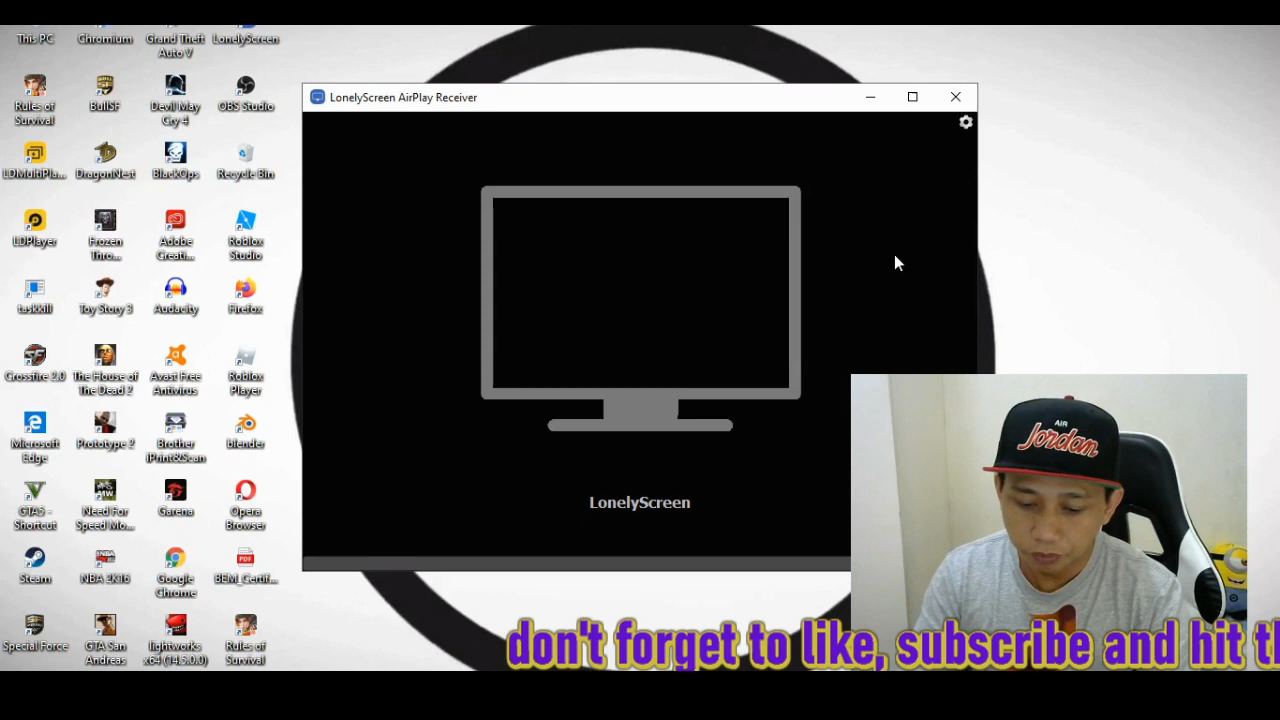 This PC
Chromium
Grand Theft
Auto V
LonelyScreen
Rules of
Survival
BullSF
Devil May
Cry 4
OBS Studio
LDMultiPla...
DragonNest
BlackOps
Recycle Bin
LDPlayer
Frozen
Thro...
Adobe
Creati...
Roblox
Studio
taskkill
Toy Story 3
Audacity
Firefox
Crossfire 2.0
The House of
The Dead 2
Avast Free
Antivirus
Roblox
Player
Microsoft
Edge
Prototype 2
Brother
iPrint&Scan
blender
GTA5 -
Shortcut
Need For
Speed Mo...
Garena
Opera
Browser
Steam
NBA 2K16
Google
Chrome
BEM_Certif...
Special Force
GTA San
Andreas
lightworks
x64 (14.5.0.0)
Rules of
Survival
LonelyScreen AirPlay Receiver
LonelyScreen
AIR
Jordan
don't forget to like, subscribe and hit th